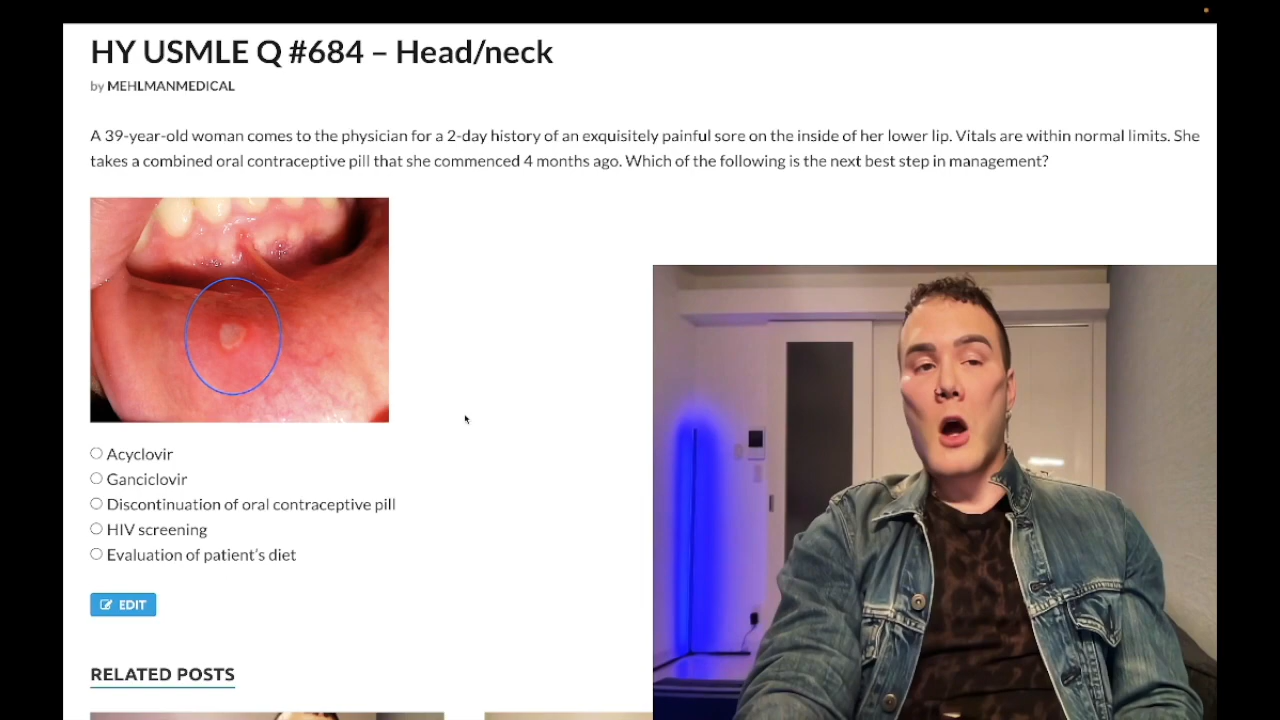 HY USMLE Q #684 – Head/neck
by MEHLMANMEDICAL
A 39-year-old woman comes to the physician for a 2-day history of an exquisitely painful sore on the inside of her lower lip. Vitals are within normal limits. She
takes a combined oral contraceptive pill that she commenced 4 months ago. Which of the following is the next best step in management?
Acyclovir
Ganciclovir
Discontinuation of oral contraceptive pill
HIV screening
Evaluation of patient's diet
EDIT
RELATED POSTS